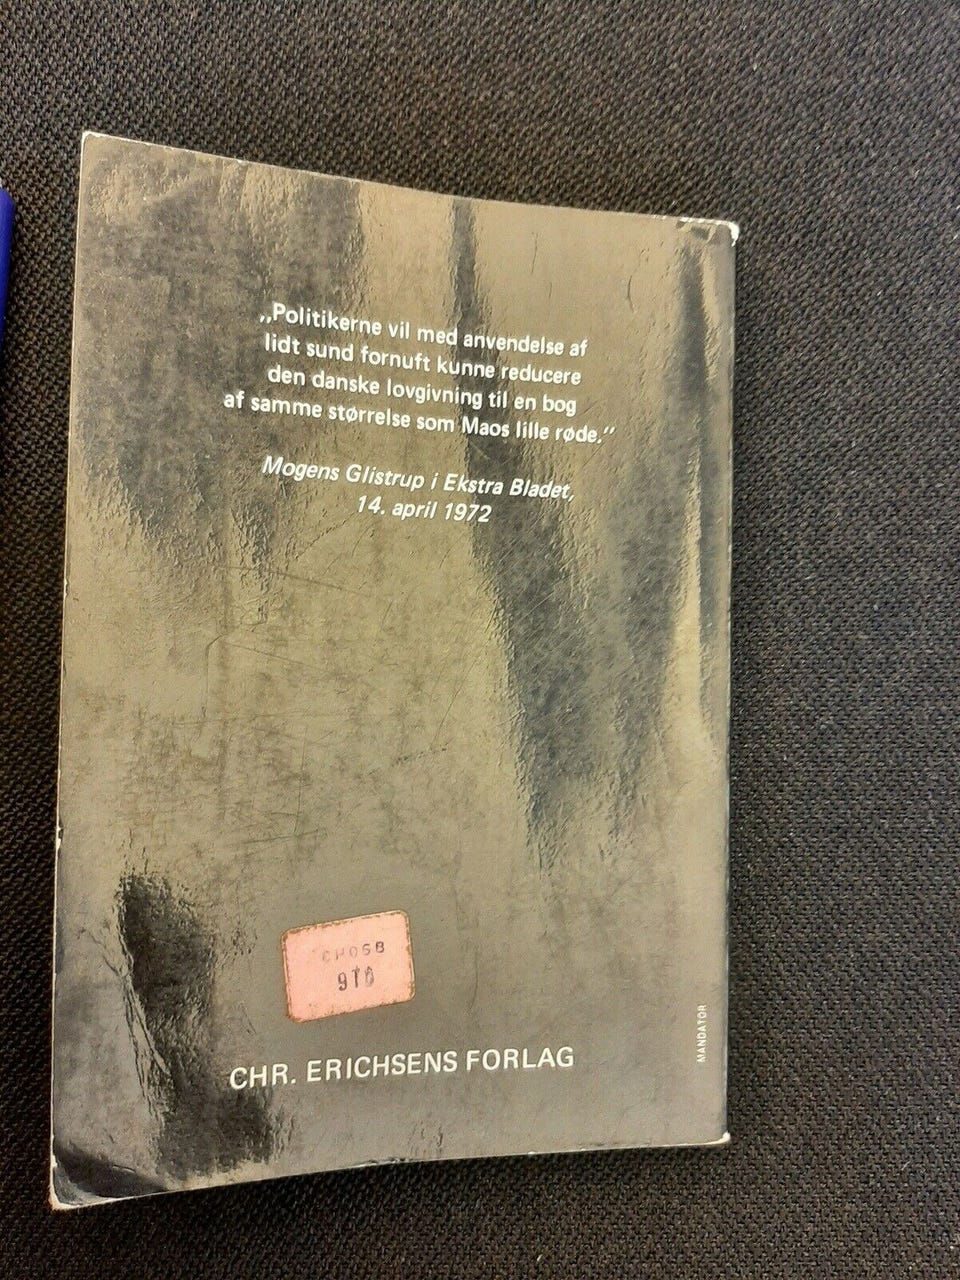 „Politikerne vil med anvendelse af
lidt sund fornuft kunne reducere
den danske lovgivning til en bog
af samme størrelse som Maos lille røde.”
Mogens Glistrup i Ekstra Bladet,
14. april 1972
CHR. ERICHSENS FORLAG
MANDATOR